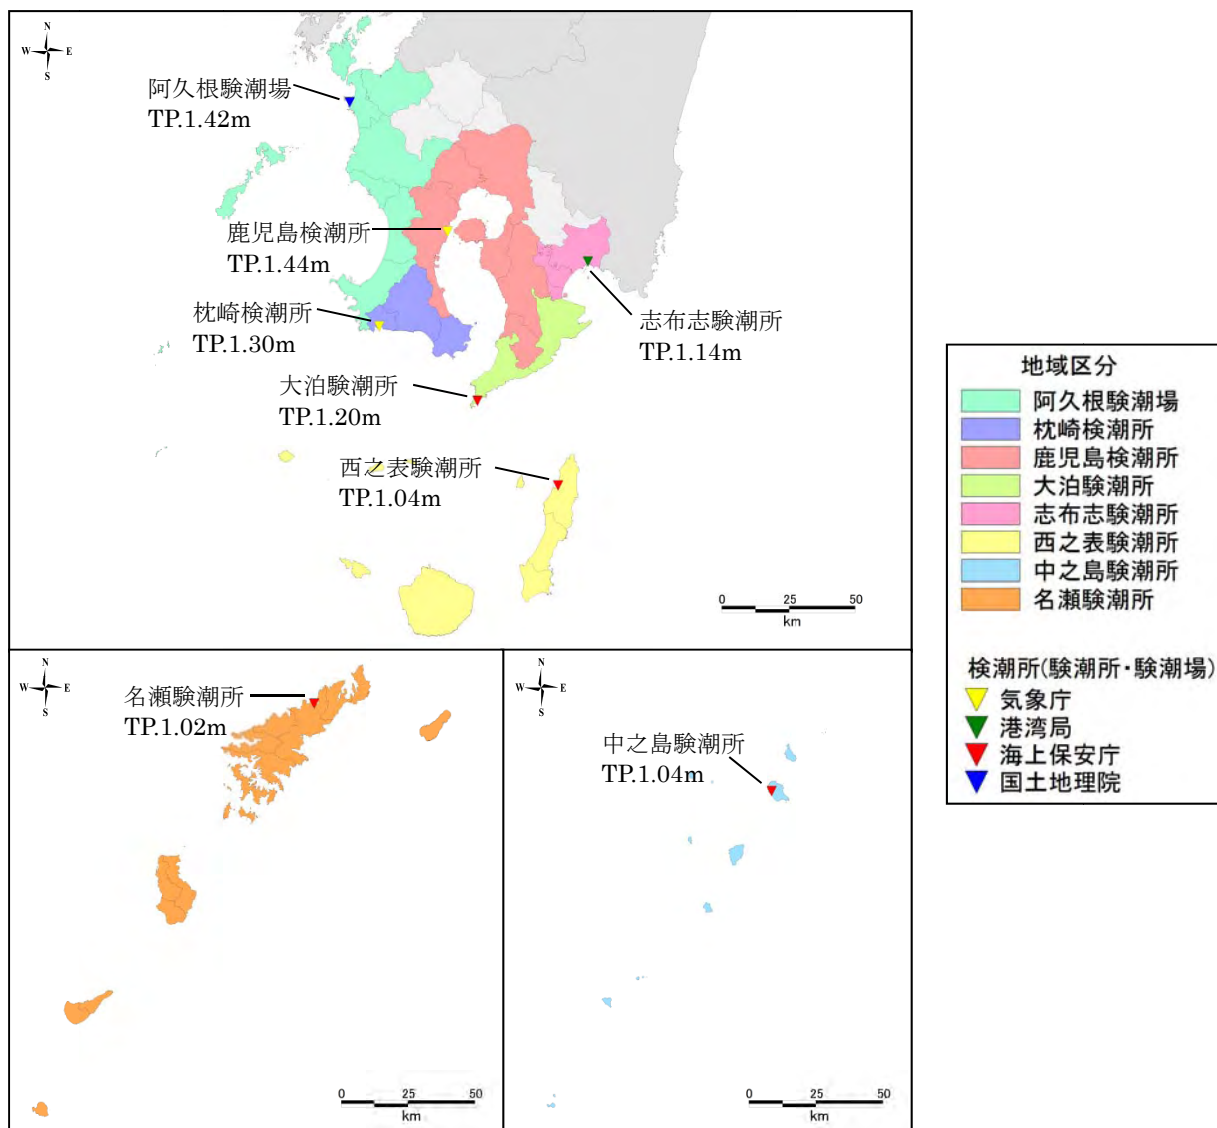 N
W E
S
阿久根験潮場
TP.1.42m
鹿児島検潮所
TP.1.44m
枕崎検潮所
TP.1.30m
志布志験潮所
TP.1.14m
大泊験潮所
TP.1.20m
西之表験潮所
TP.1.04m
0 25 50
km
地域区分
阿久根験潮場
枕崎検潮所
鹿児島検潮所
大泊験潮所
志布志験潮所
西之表験潮所
中之島験潮所
名瀬験潮所
検潮所(験潮所・験潮場)
気象庁
港湾局
海上保安庁
国土地理院
N
W E
S
名瀬験潮所
TP.1.02m
0 25 50
km
N
W E
S
中之島験潮所
TP.1.04m
0 25 50
km